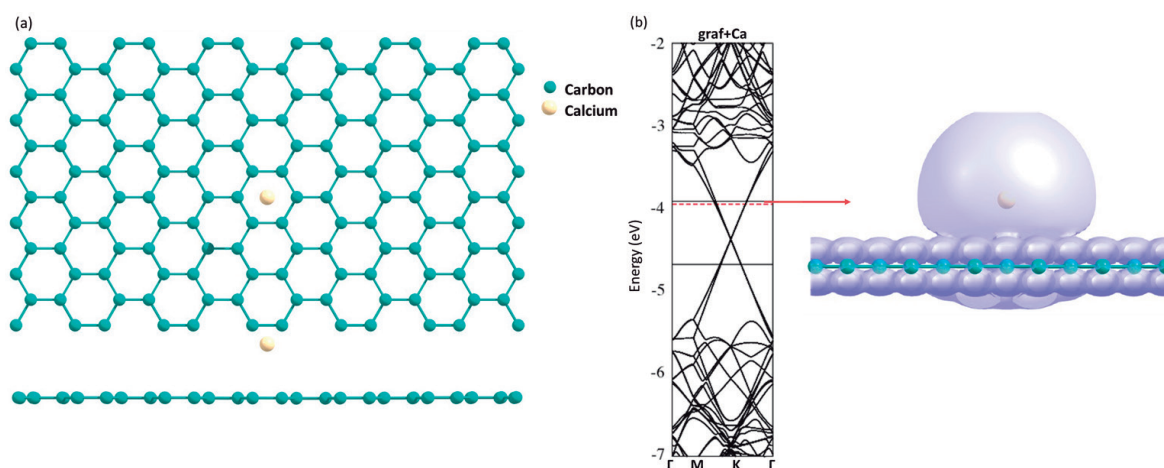 (a)
Carbon
Calcium
(b)
graf+Ca
-2
-3
-4
-5
-6
-7
Energy (eV)
Γ M K Γ